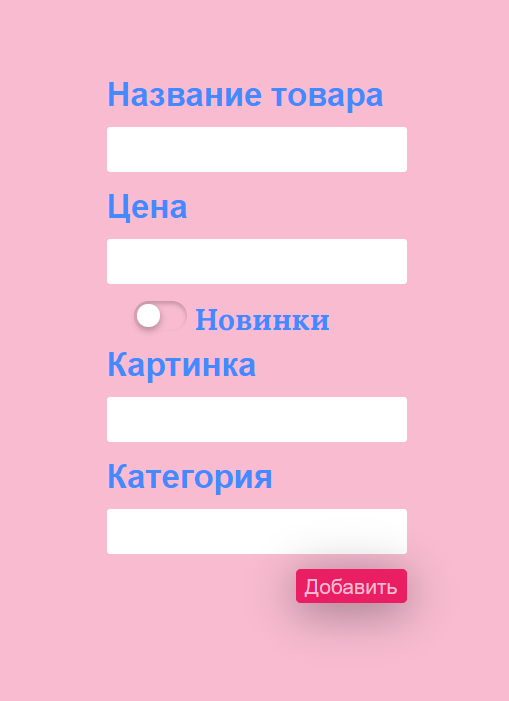 Название товара
Цена
Новинки
Картинка
Категория
Добавить